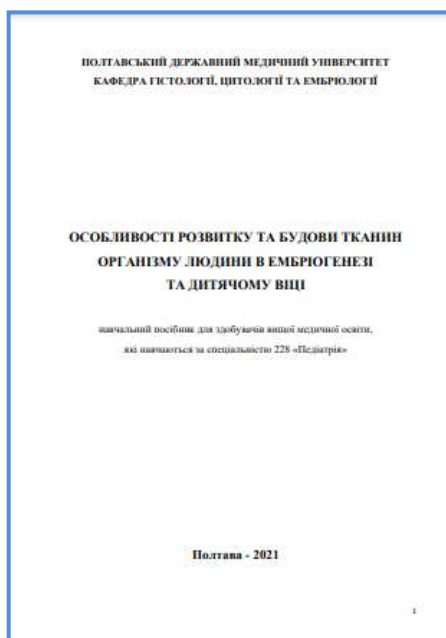 ПОЛТАВСЬКИЙ ДЕРЖАВНИЙ МЕДИЧНИЙ УНІВЕРСИТЕТ
КАФЕДРА ГІСТОЛОГІЇ, ЦИТОЛОГІЇ ТА ЕМБРІОЛОГІЇ
ОСОБЛИВОСТІ РОЗВИТКУ ТА БУДОВИ ТКАНИН
ОРГАНІЗМУ ЛЮДИНИ В ЕМБРІОГЕНЕЗІ
ТА ДИТЯЧОМУ ВІЦІ
навчальний посібник для здобувачів вищої медичної освіти,
які навчаються за спеціальністю 228 «Педіатрія»
Полтава - 2021
1